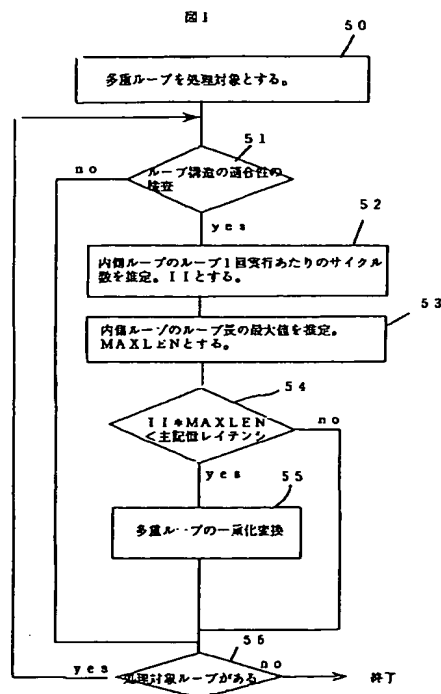 図1
50
多重ループを処理対象とする。
51
ループ構造の適合性の
検査
no
yes
52
内側ループのループ1回実行あたりのサイクル
数を推定。IIとする。
53
内側ループのループ長の最大値を推定。
MAXLENとする。
54
II*MAXLEN
<主記憶レイテンシ
no
yes
55
多重ループの一重化変換
56
処理対象ループがある
yes
no
終了